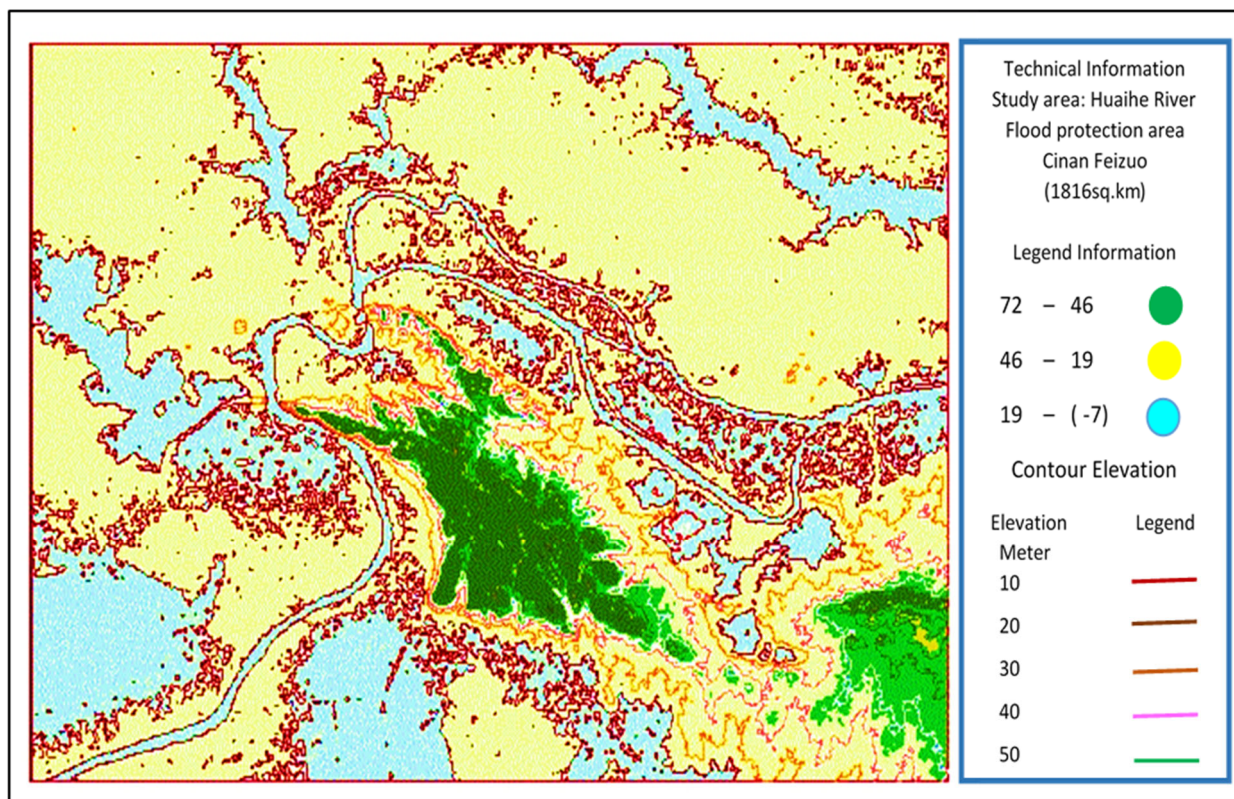 Technical Information
Study area: Huaihe River
Flood protection area
Cinan Feizuo
(1816sq.km)
Legend Information
72 – 46
46 – 19
19 – ( -7)
Contour Elevation
Elevation Legend
Meter
10
20
30
40
50